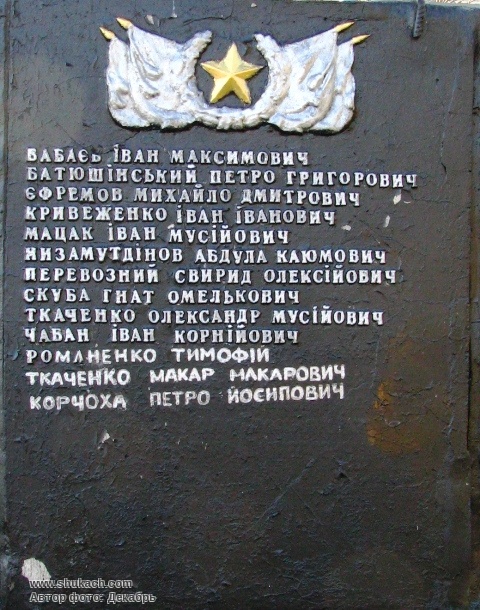 БАБАЄВ ІВАН МАКСИМОВИЧ
БАТЮШІНСЬКИЙ ПЕТРО ГРИГОРОВИЧ
ЄФРЕМОВ МИХАЙЛО ДМИТРОВИЧ
КРИВЕЖЕНКО ІВАН ІВАНОВИЧ
МАЦАК ІВАН МУСІЙОВИЧ
НИЗАМУТДІНОВ АБДУЛА КАЮМОВИЧ
ПЕРЕВОЗНИЙ СВИРИД ОЛЕКСІЙОВИЧ
СКУБА ГНАТ ОМЕЛЬКОВИЧ
ТКАЧЕНКО ОЛЕКСАНДР МУСІЙОВИЧ
ЧАБАН ІВАН КОРНІЙОВИЧ
РОМАНЕНКО ТИМОФІЙ
ТКАЧЕНКО МАКАР МАКАРОВИЧ
КОРЧОХА ПЕТРО ЙОСИПОВИЧ
www.shukach.com
Автор фото: Декабрь